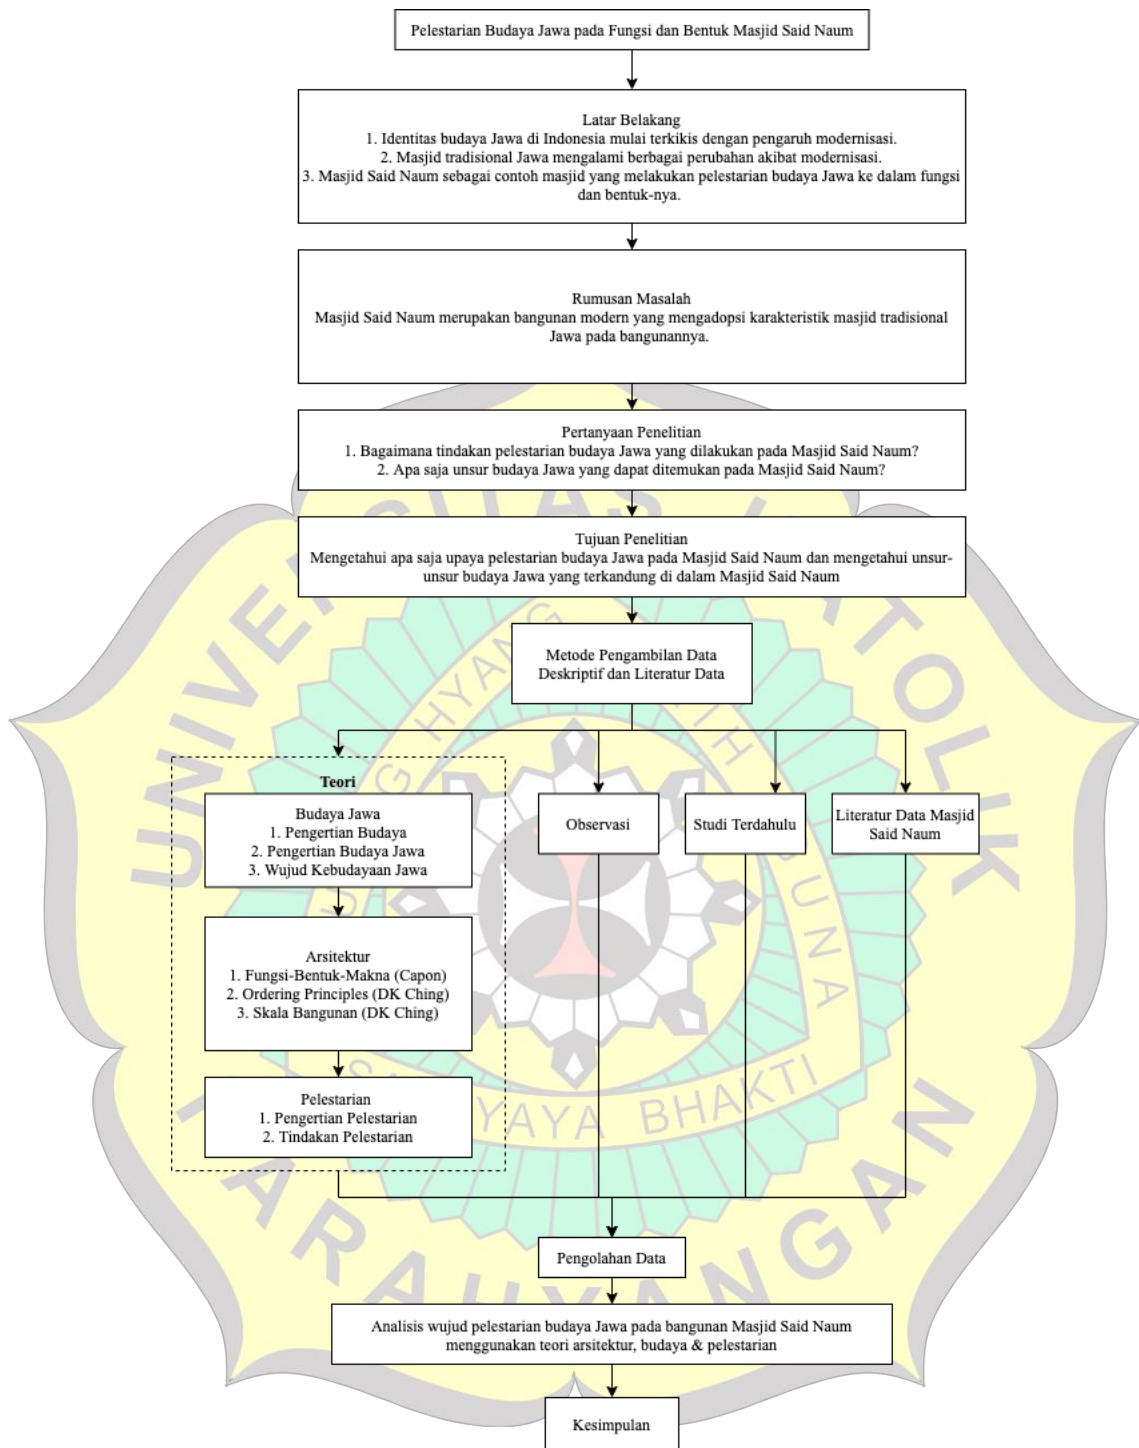 Pelestarian Budaya Jawa pada Fungsi dan Bentuk Masjid Said Naum
Latar Belakang
1. Identitas budaya Jawa di Indonesia mulai terkikis dengan pengaruh modernisasi.
2. Masjid tradisional Jawa mengalami berbagai perubahan akibat modernisasi.
3. Masjid Said Naum sebagai contoh masjid yang melakukan pelestarian budaya Jawa ke dalam fungsi
dan bentuk-nya.
Rumusan Masalah
Masjid Said Naum merupakan bangunan modern yang mengadopsi karakteristik masjid tradisional
Jawa pada bangunannya.
Pertanyaan Penelitian
1. Bagaimana tindakan pelestarian budaya Jawa yang dilakukan pada Masjid Said Naum?
2. Apa saja unsur budaya Jawa yang dapat ditemukan pada Masjid Said Naum?
Tujuan Penelitian
Mengetahui apa saja upaya pelestarian budaya Jawa pada Masjid Said Naum dan mengetahui unsur-
unsur budaya Jawa yang terkandung di dalam Masjid Said Naum
Metode Pengambilan Data
Deskriptif dan Literatur Data
Teori
Budaya Jawa
1. Pengertian Budaya
2. Pengertian Budaya Jawa
3. Wujud Kebudayaan Jawa
Arsitektur
1. Fungsi-Bentuk-Makna (Capon)
2. Ordering Principles (DK Ching)
3. Skala Bangunan (DK Ching)
Pelestarian
1. Pengertian Pelestarian
2. Tindakan Pelestarian
Observasi
Studi Terdahulu
Literatur Data Masjid
Said Naum
Pengolahan Data
Analisis wujud pelestarian budaya Jawa pada bangunan Masjid Said Naum
menggunakan teori arsitektur, budaya & pelestarian
Kesimpulan
BHAKTI